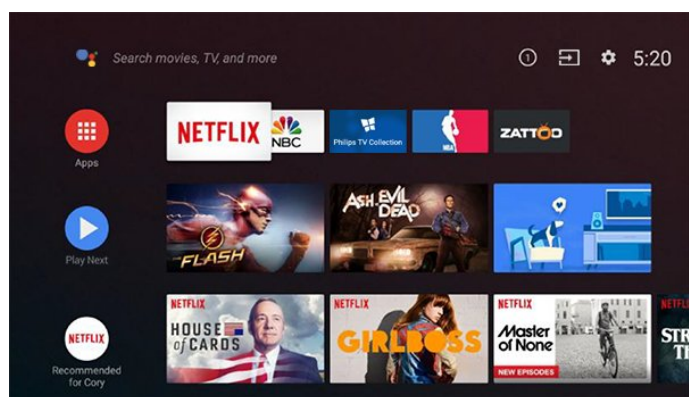 Search movies, TV, and more
1
5:20
Apps
NETFLIX
NBC
Philips TV Collection
NBA
ZATTOO
Play Next
THE FLASH
ASH VS EVIL DEAD
NETFLIX
Recommended
for Cory
NETFLIX
HOUSE
of CARDS
NETFLIX
GIRLBOSS
NETFLIX
Master
of None
NEW EPISODES
STR